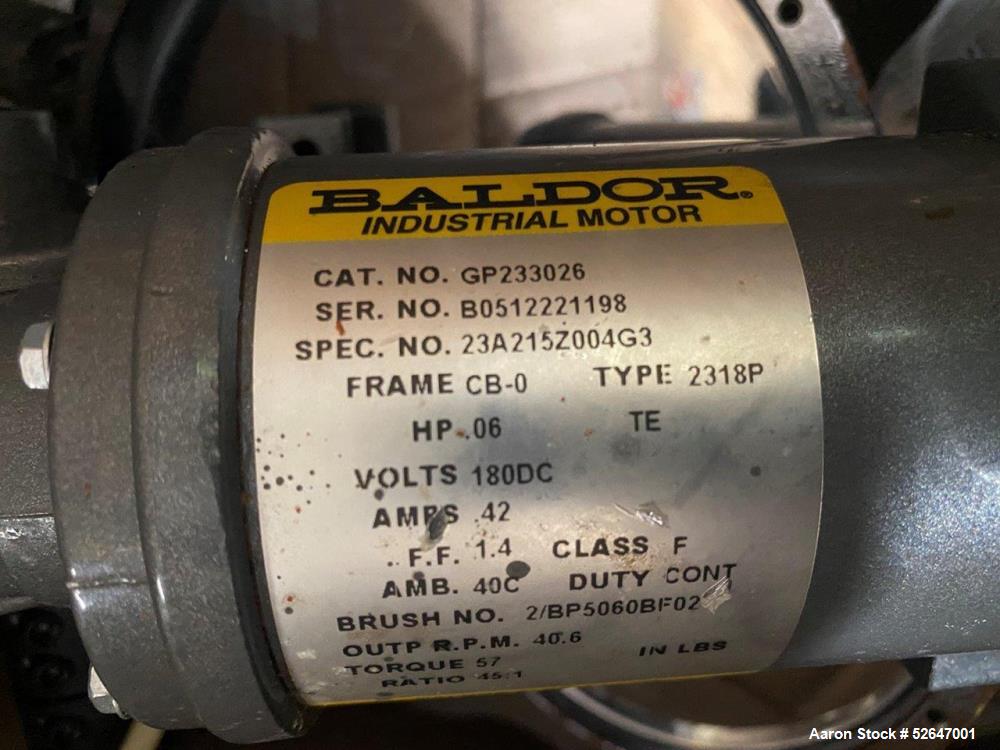 BALDOR®
INDUSTRIAL MOTOR
CAT. NO. GP233026
SER. NO. B0512221198
SPEC. NO. 23A215Z004G3
FRAME CB-0 TYPE 2318P
HP .06 TE
VOLTS 180DC
AMPS .42
F.F. 1.4 CLASS F
AMB. 40C DUTY CONT
BRUSH NO. 2/BP5060BF02
OUTP R.P.M. 40.6
TORQUE 57 IN LBS
RATIO 45:1
Aaron Stock # 52647001